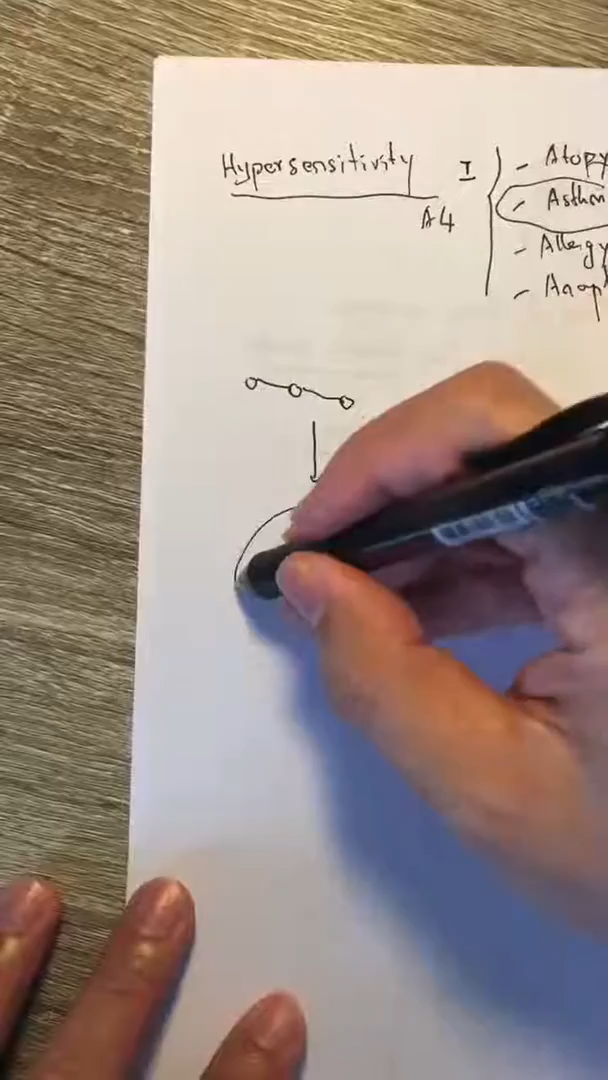 Hypersensitivity
A4
I
- Atopy
- Asthm
- Allergy
- Anap